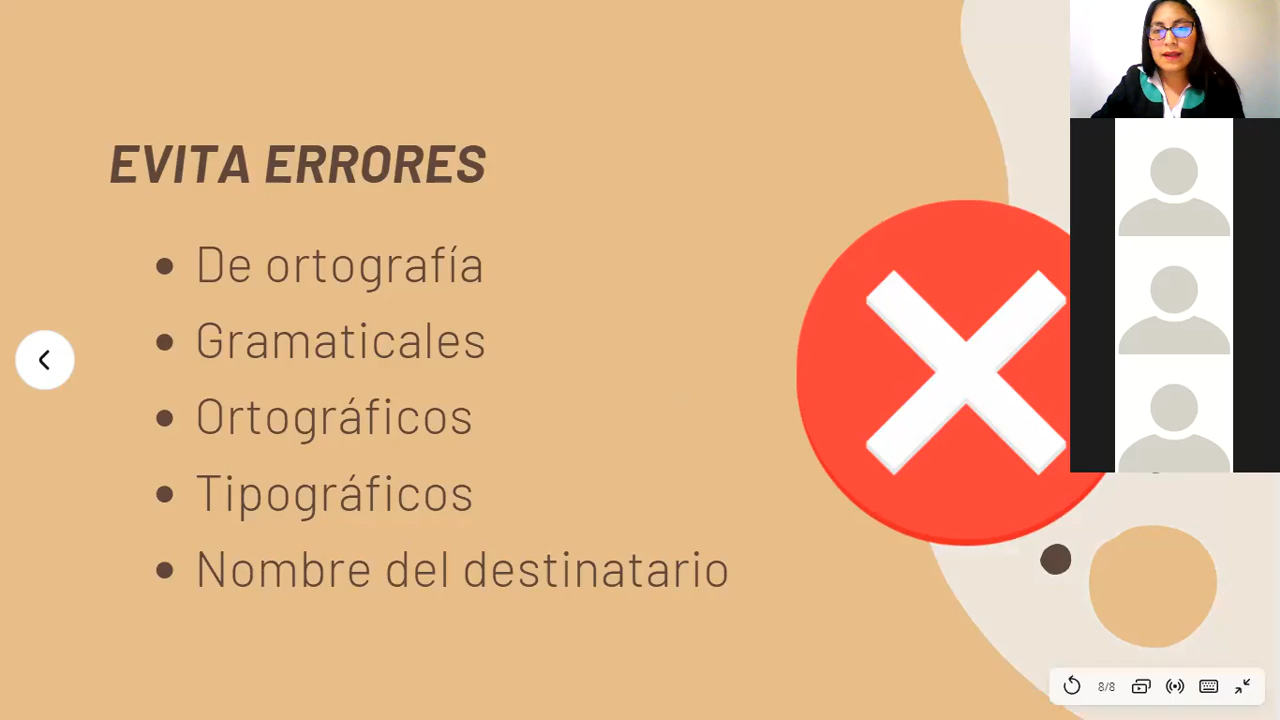 EVITA ERRORES
De ortografía
Gramaticales
Ortográficos
Tipográficos
Nombre del destinatario
8/8